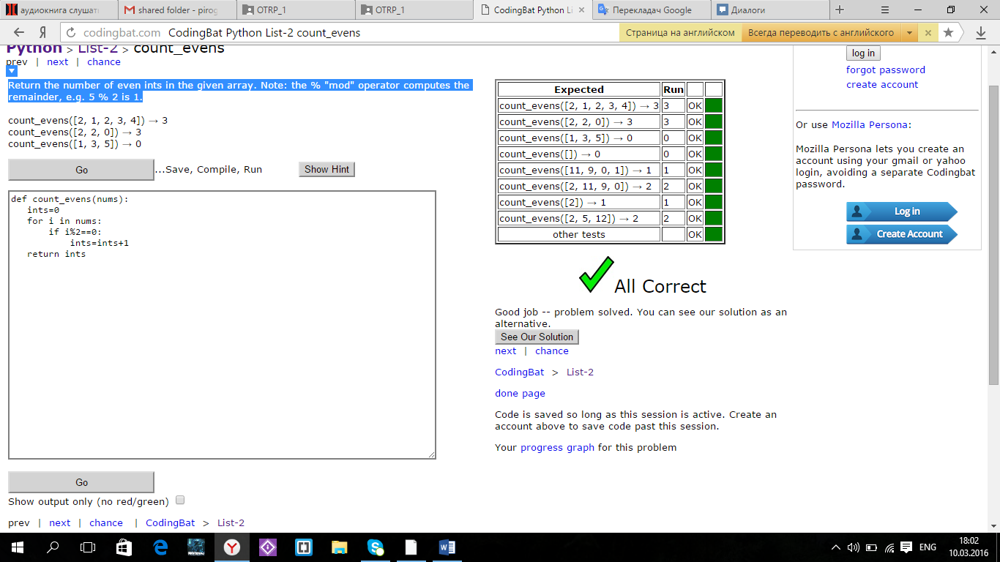 аудиокнига слушат
shared folder - pirog
OTRP_1
OTRP_1
CodingBat Python Li
Перекладач Google
Диалоги
codingbat.com CodingBat Python List-2 count_evens
Страница на английском
Всегда переводить с английского
Python > List-2 > count_evens
prev | next | chance
Return the number of even ints in the given array. Note: the % "mod" operator computes the
remainder, e.g. 5 % 2 is 1.
count_evens([2, 1, 2, 3, 4]) → 3
count_evens([2, 2, 0]) → 3
count_evens([1, 3, 5]) → 0
Go ...Save, Compile, Run Show Hint
def count_evens(nums):
ints=0
for i in nums:
if i%2==0:
ints=ints+1
return ints
Go
Show output only (no red/green)
prev | next | chance | CodingBat > List-2
Expected Run
count_evens([2, 1, 2, 3, 4]) → 3 3 OK
count_evens([2, 2, 0]) → 3 3 OK
count_evens([1, 3, 5]) → 0 0 OK
count_evens([]) → 0 0 OK
count_evens([11, 9, 0, 1]) → 1 1 OK
count_evens([2, 11, 9, 0]) → 2 2 OK
count_evens([2]) → 1 1 OK
count_evens([2, 5, 12]) → 2 2 OK
other tests OK
All Correct
Good job -- problem solved. You can see our solution as an
alternative.
See Our Solution
next | chance
CodingBat > List-2
done page
Code is saved so long as this session is active. Create an
account above to save code past this session.
Your progress graph for this problem
log in
forgot password
create account
Or use Mozilla Persona:
Mozilla Persona lets you create an
account using your gmail or yahoo
login, avoiding a separate Codingbat
password.
Log in
Create Account
ENG
18:02
10.03.2016